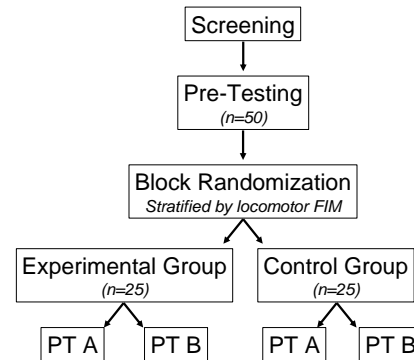 Screening
Pre-Testing
(n=50)
Block Randomization
Stratified by locomotor FIM
Experimental Group
(n=25)
Control Group
(n=25)
PT A
PT B
PT A
PT B